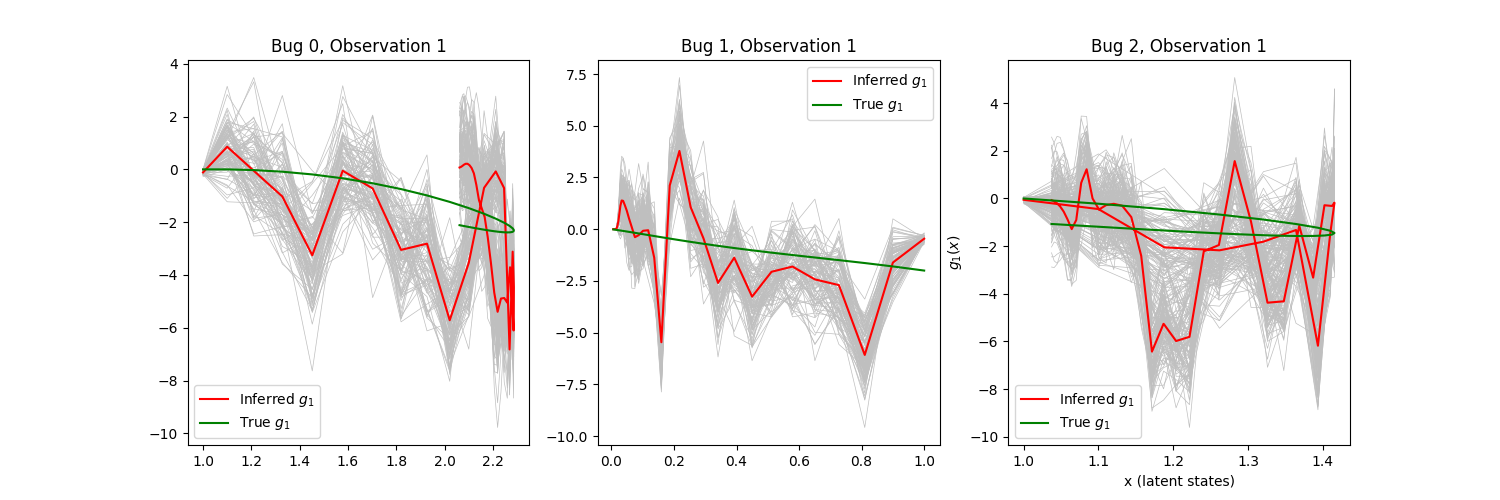 Bug 0, Observation 1
4
2
0
−2
−4
−6
−8
−10
1.0 1.2 1.4 1.6 1.8 2.0 2.2
Inferred g₁
True g₁
Bug 1, Observation 1
7.5
5.0
2.5
0.0
−2.5
−5.0
−7.5
−10.0
0.0 0.2 0.4 0.6 0.8 1.0
Inferred g₁
True g₁
Bug 2, Observation 1
g₁(x)
4
2
0
−2
−4
−6
−8
−10
1.0 1.1 1.2 1.3 1.4
x (latent states)
Inferred g₁
True g₁